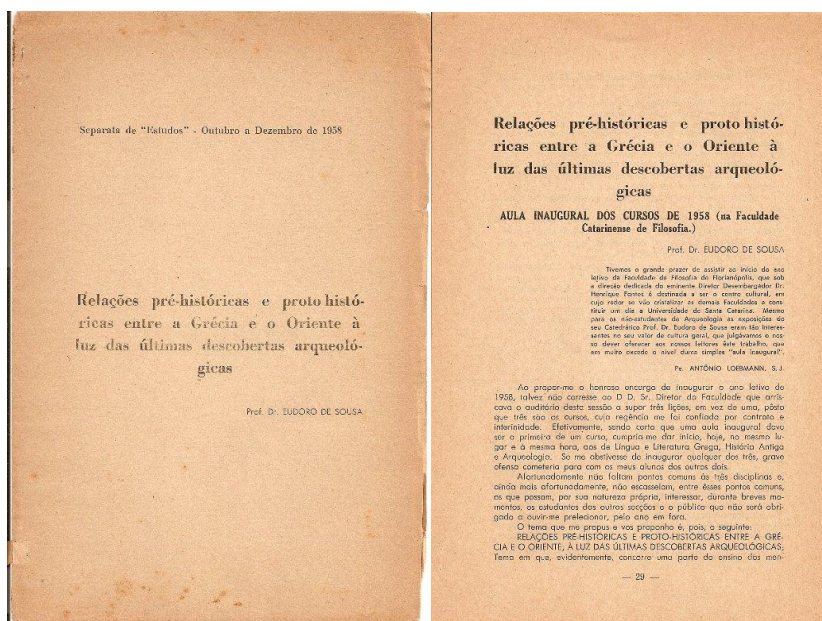 Separata de "Estudos" - Outubro a Dezembro de 1958
Relações pré-históricas e proto histó-
ricas entre a Grécia e o Oriente à
luz das últimas descobertas arqueoló-
gicas
Prof. Dr. EUDORO DE SOUSA
Relações pré-históricas e proto histó-
ricas entre a Grécia e o Oriente à
luz das últimas descobertas arqueoló-
gicas
AULA INAUGURAL DOS CURSOS DE 1958 (na Faculdade
Catarinense de Filosofia.)
Prof. Dr. EUDORO DE SOUSA
Tivemos o grande prazer de assistir ao início do ano
letivo da Faculdade de Filosofia de Florianópolis, que sob
a direção dedicada do eminente Diretor Desembargador Dr.
Henrique Fontes é destinada a ser o centro cultural, em
cujo redor se vão cristalizar as demais Faculdades a cons-
tituir um dia a Universidade de Santa Catarina. Mesmo
para os não-estudantes de Arqueologia as exposições do
seu Catedrático Prof. Dr. Eudoro de Sousa eram tão interes-
santes no seu valor de cultura geral, que julgávamos o nos-
so dever oferecer aos nossos leitores êste trabalho, que
em muito excede o nível duma simples "aula inaugural".
Pe. ANTÔNIO LOEBMANN, S. J.
Ao propor-me o honroso encargo de inaugurar o ano letivo de
1958, talvez não corresse ao D D. Sr. Diretor da Faculdade que arris-
cava o auditório desta sessão a supor três lições, em vez de uma, pôsto
que três são os cursos, cuja regência me foi confiada por contrato e
interinidade. Efetivamente, sendo certo que uma aula inaugural deva
ser a primeira de um curso, cumpria-me dar início, hoje, no mesmo lu-
gar e à mesma hora, aos de Língua e Literatura Grega, História Antiga
e Arqueologia. Se me abstivesse de inaugurar qualquer dos três, grave
ofensa cometeria para com os meus alunos dos outros dois.
Afortunadamente não faltam pontos comuns às três disciplinas e,
ainda mais afortunadamente, não escasseiam, entre êsses pontos comuns,
os que possam, por sua natureza própria, interessar, durante breves mo-
mentos, os estudantes das outras secções e o público que não será obri-
gado a ouvir-me prelecionar, pelo ano em fora.
O tema que me propus e vos proponho é, pois, o seguinte:
RELAÇÕES PRÉ-HISTÓRICAS E PROTO-HISTÓRICAS ENTRE A GRÉ-
CIA E O ORIENTE, À LUZ DAS ÚLTIMAS DESCOBERTAS ARQUEOLÓGICAS;
Tema em que, evidentemente, concorre uma parte do ensino das men-
— 29 —